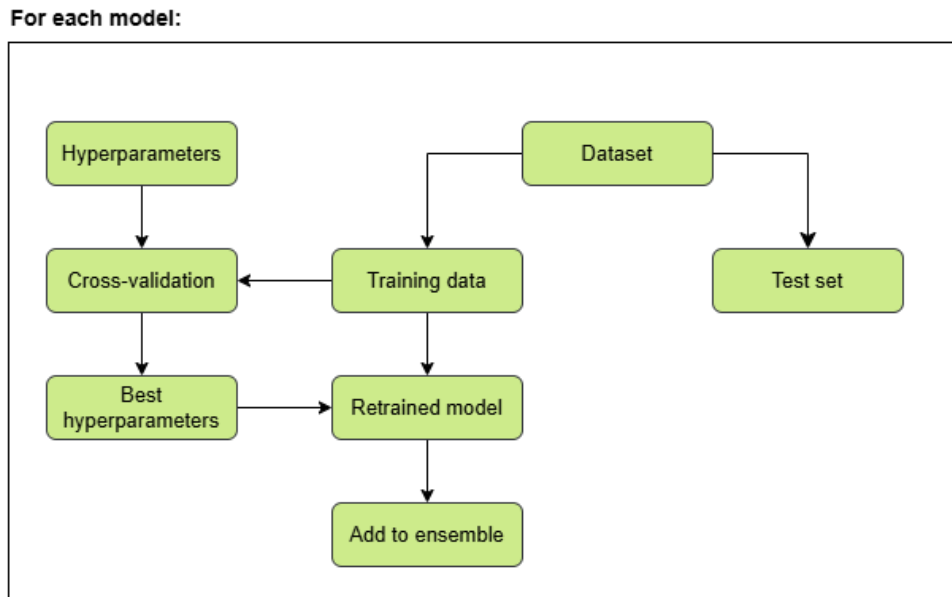 For each model:
Hyperparameters
Dataset
Cross-validation
Training data
Test set
Best
hyperparameters
Retrained model
Add to ensemble